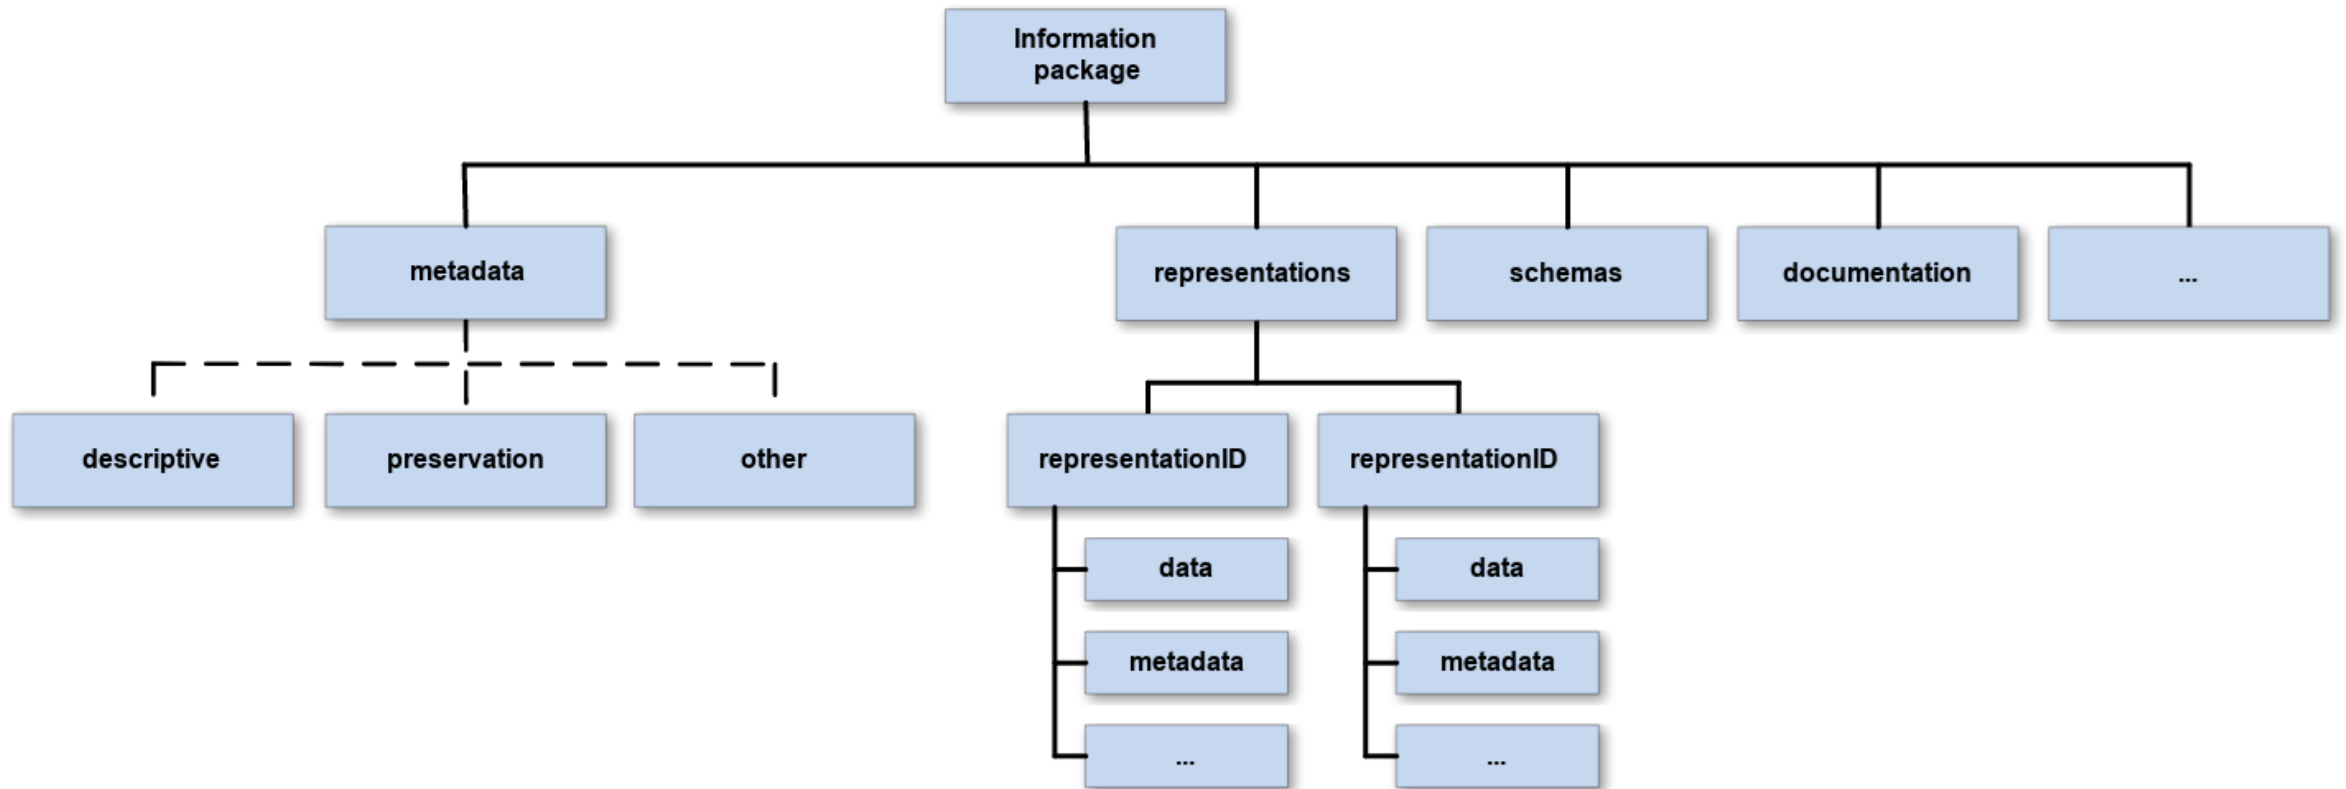 Information
package
metadata
representations
schemas
documentation
...
descriptive
preservation
other
representationID
representationID
data
data
metadata
metadata
...
...